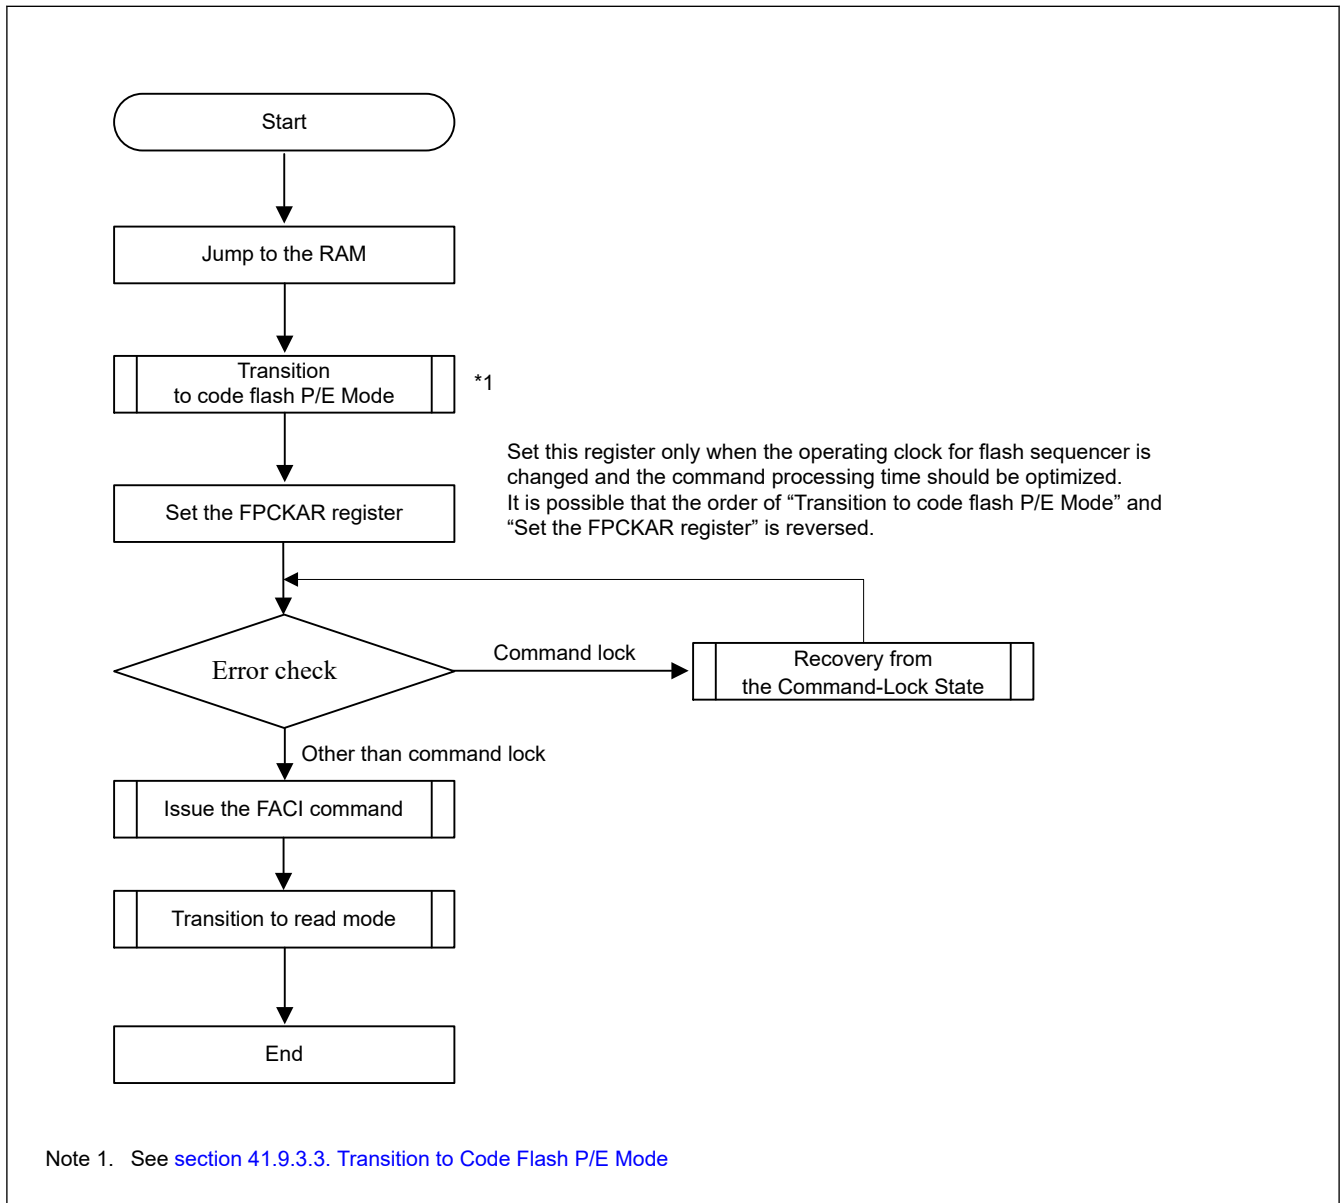 Start
Jump to the RAM
Transition
to code flash P/E Mode
*1
Set this register only when the operating clock for flash sequencer is
changed and the command processing time should be optimized.
It is possible that the order of “Transition to code flash P/E Mode” and
“Set the FPCKAR register” is reversed.
Set the FPCKAR register
Error check
Command lock
Recovery from
the Command-Lock State
Other than command lock
Issue the FACI command
Transition to read mode
End
Note 1. See section 41.9.3.3. Transition to Code Flash P/E Mode